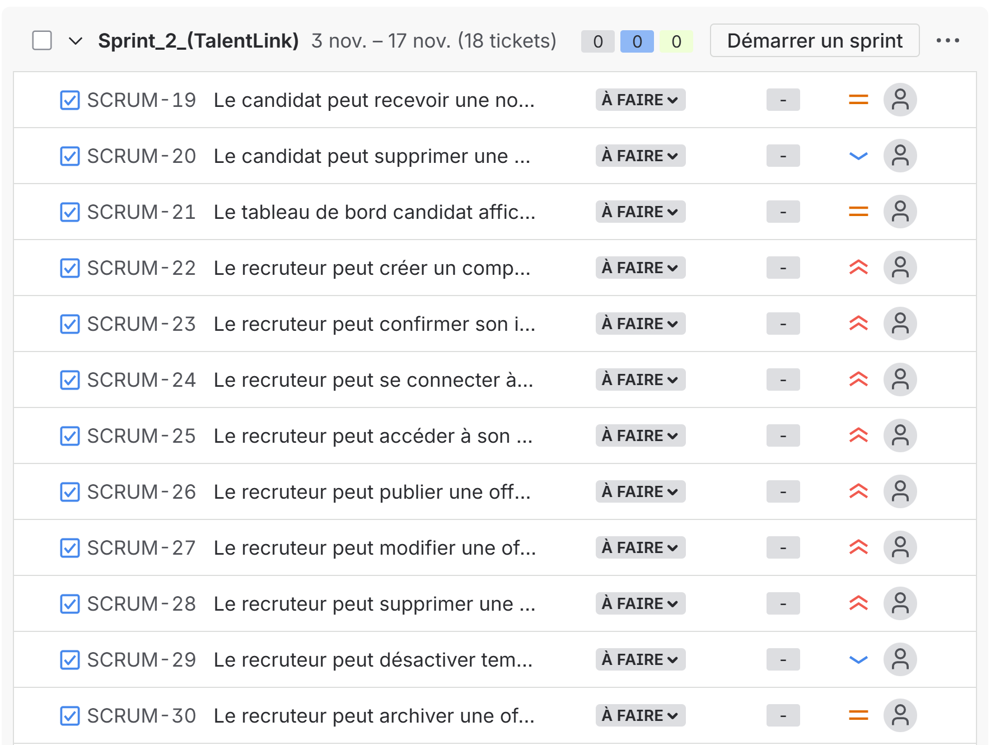 Sprint_2_(TalentLink) 3 nov. – 17 nov. (18 tickets) 0 0 0 Démarrer un sprint
SCRUM-19 Le candidat peut recevoir une no... À FAIRE -
SCRUM-20 Le candidat peut supprimer une ... À FAIRE -
SCRUM-21 Le tableau de bord candidat affic... À FAIRE -
SCRUM-22 Le recruteur peut créer un comp... À FAIRE -
SCRUM-23 Le recruteur peut confirmer son i... À FAIRE -
SCRUM-24 Le recruteur peut se connecter à... À FAIRE -
SCRUM-25 Le recruteur peut accéder à son ... À FAIRE -
SCRUM-26 Le recruteur peut publier une off... À FAIRE -
SCRUM-27 Le recruteur peut modifier une of... À FAIRE -
SCRUM-28 Le recruteur peut supprimer une ... À FAIRE -
SCRUM-29 Le recruteur peut désactiver tem... À FAIRE -
SCRUM-30 Le recruteur peut archiver une of... À FAIRE -